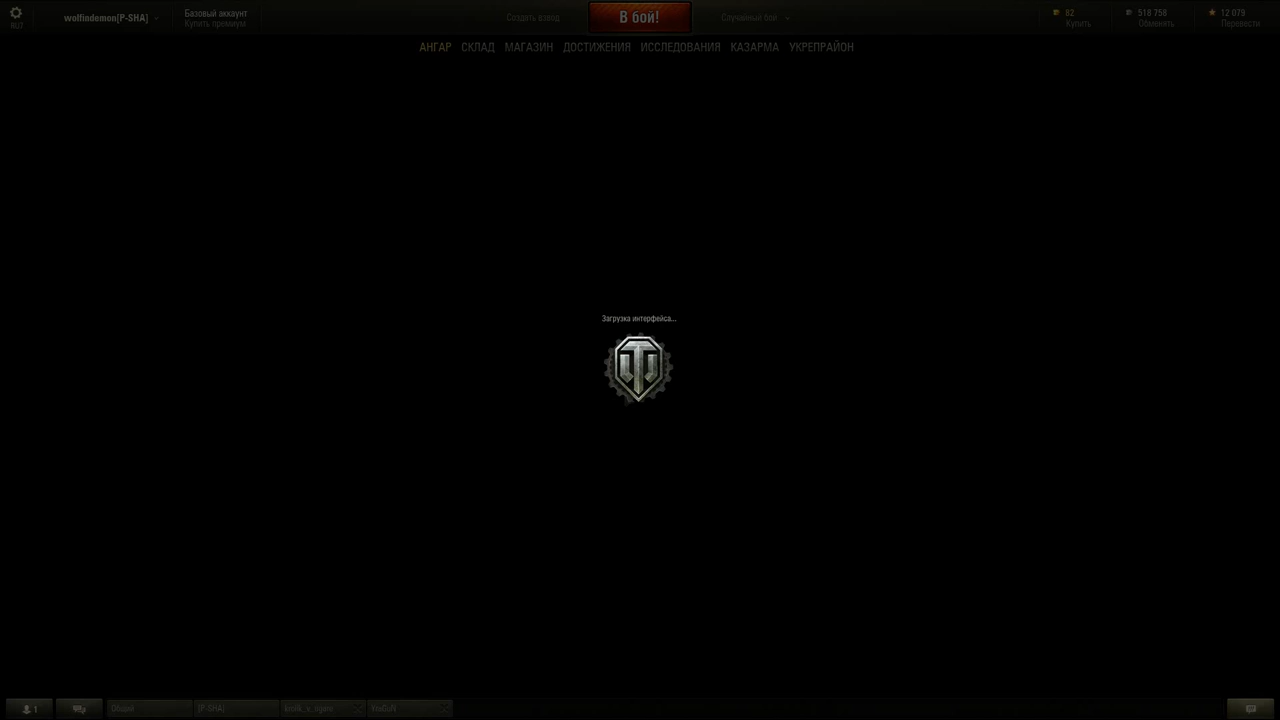 RU7
wolfindemon[P-SHA]
Базовый аккаунт
Купить премиум
Создать взвод
В бой!
Случайный бой
82
Купить
518 758
Обменять
12 079
Перевести
АНГАР СКЛАД МАГАЗИН ДОСТИЖЕНИЯ ИССЛЕДОВАНИЯ КАЗАРМА УКРЕПРАЙОН
Загрузка интерфейса...
1
Общий
[P-SHA]